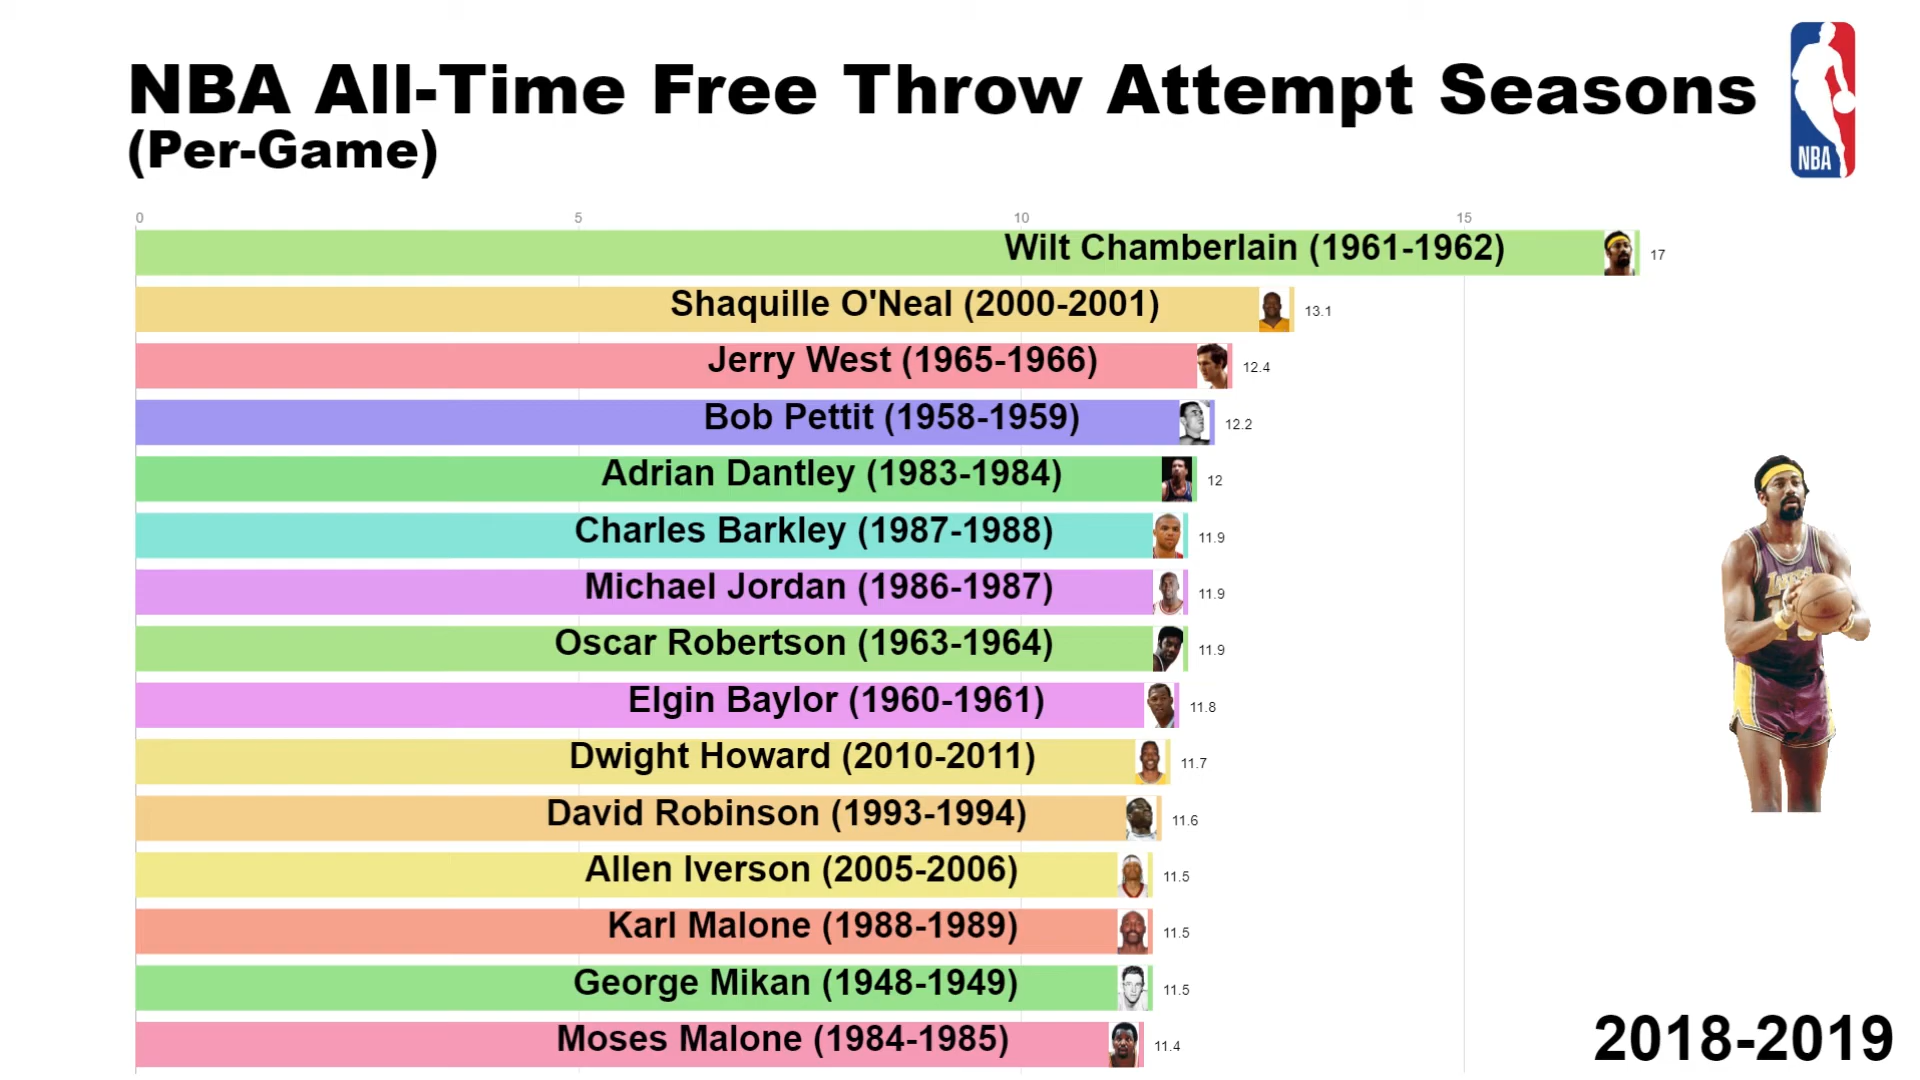 NBA All-Time Free Throw Attempt Seasons
(Per-Game)
NBA
0 5 10 15
Wilt Chamberlain (1961-1962) 17
Shaquille O'Neal (2000-2001) 13.1
Jerry West (1965-1966) 12.4
Bob Pettit (1958-1959) 12.2
Adrian Dantley (1983-1984) 12
Charles Barkley (1987-1988) 11.9
Michael Jordan (1986-1987) 11.9
Oscar Robertson (1963-1964) 11.9
Elgin Baylor (1960-1961) 11.8
Dwight Howard (2010-2011) 11.7
David Robinson (1993-1994) 11.6
Allen Iverson (2005-2006) 11.5
Karl Malone (1988-1989) 11.5
George Mikan (1948-1949) 11.5
Moses Malone (1984-1985) 11.4
2018-2019